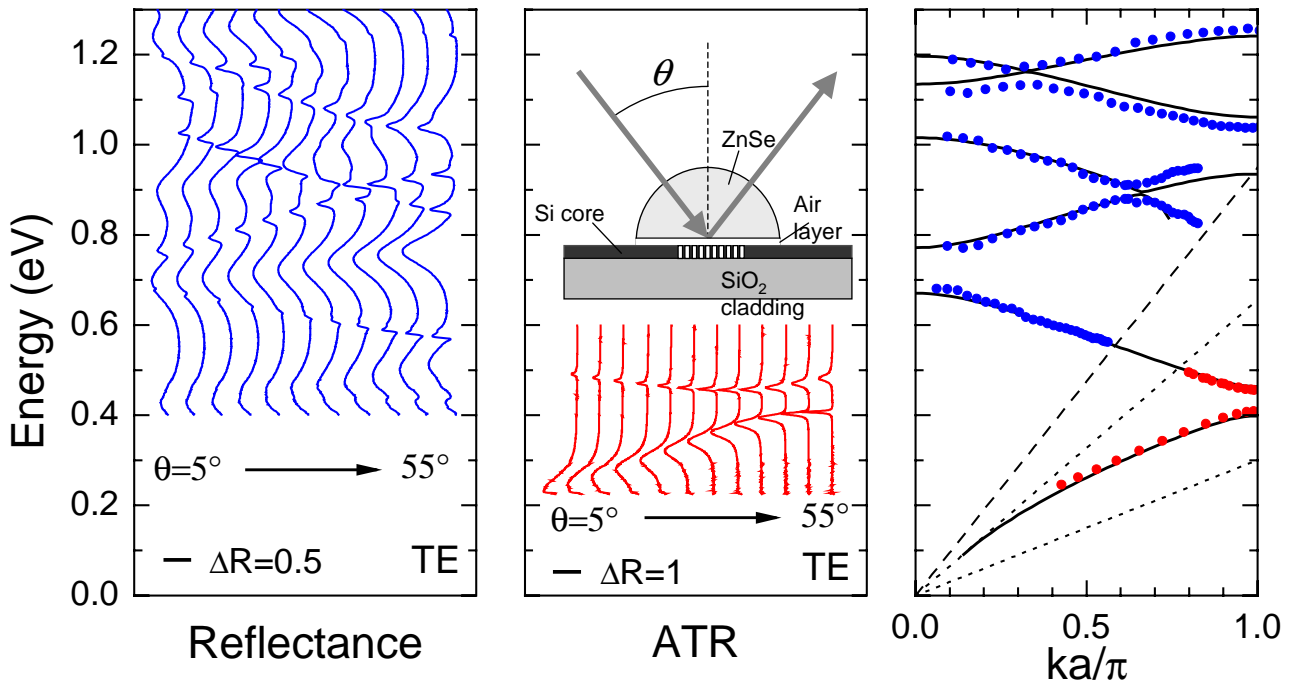 Energy (eV)
1.2
1.0
0.8
0.6
0.4
0.2
0.0
θ=5° 55°
ΔR=0.5 TE
Reflectance
θ
ZnSe
Si core
Air
layer
SiO2
cladding
θ=5° 55°
ΔR=1 TE
ATR
0.0 0.5 1.0
ka/π